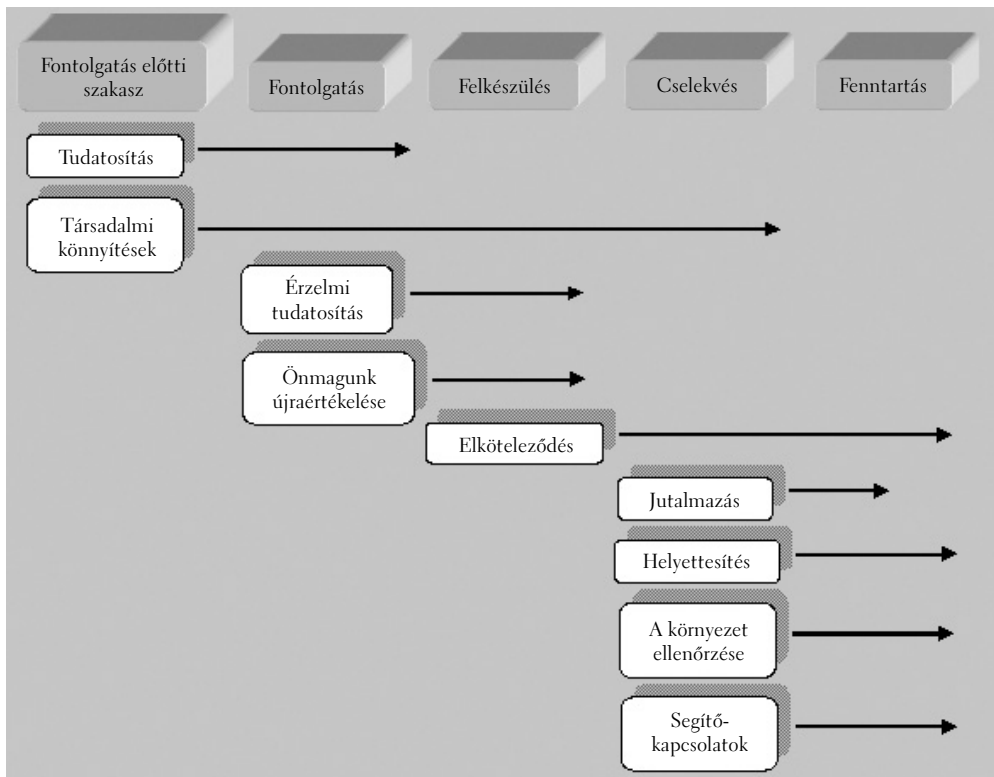 Fontolgatás előtti
szakasz
Fontolgatás
Felkészülés
Cselekvés
Fenntartás
Tudatosítás
Társadalmi
könnyítések
Érzelmi
tudatosítás
Önmagunk
újraértékelése
Elköteleződés
Jutalmazás
Helyettesítés
A környezet
ellenőrzése
Segítő-
kapcsolatok